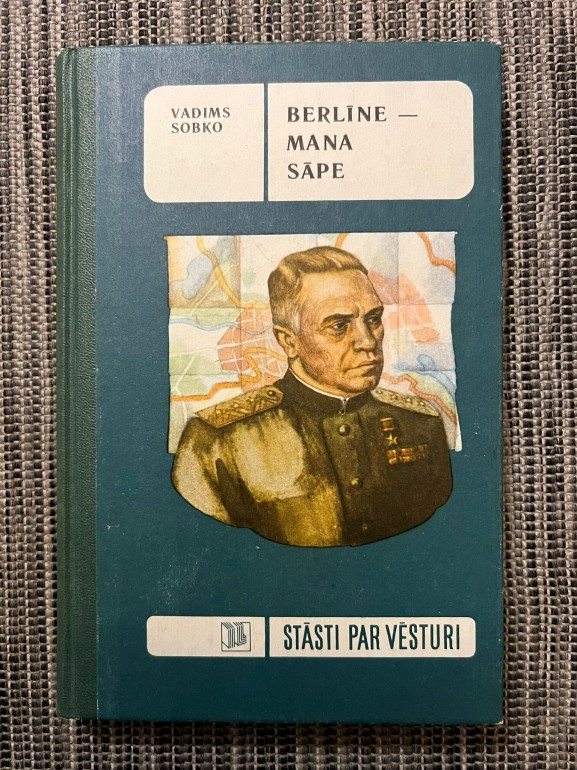 VADIMS
SOBKO
BERLĪNE —
MANA
SĀPE
STĀSTI PAR VĒSTURI